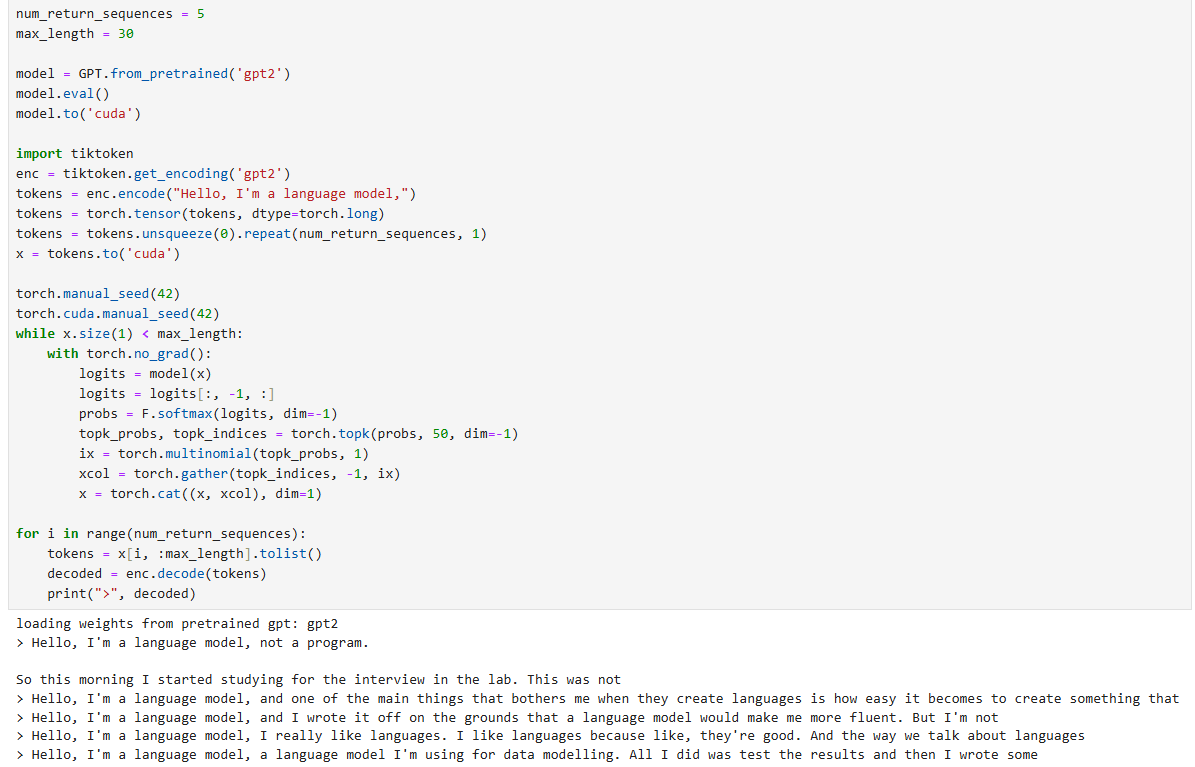 num_return_sequences = 5
max_length = 30

model = GPT.from_pretrained('gpt2')
model.eval()
model.to('cuda')

import tiktoken
enc = tiktoken.get_encoding('gpt2')
tokens = enc.encode("Hello, I'm a language model,")
tokens = torch.tensor(tokens, dtype=torch.long)
tokens = tokens.unsqueeze(0).repeat(num_return_sequences, 1)
x = tokens.to('cuda')

torch.manual_seed(42)
torch.cuda.manual_seed(42)
while x.size(1) < max_length:
    with torch.no_grad():
        logits = model(x)
        logits = logits[:, -1, :]
        probs = F.softmax(logits, dim=-1)
        topk_probs, topk_indices = torch.topk(probs, 50, dim=-1)
        ix = torch.multinomial(topk_probs, 1)
        xcol = torch.gather(topk_indices, -1, ix)
        x = torch.cat((x, xcol), dim=1)

for i in range(num_return_sequences):
    tokens = x[i, :max_length].tolist()
    decoded = enc.decode(tokens)
    print(">", decoded)
loading weights from pretrained gpt: gpt2
> Hello, I'm a language model, not a program.

So this morning I started studying for the interview in the lab. This was not
> Hello, I'm a language model, and one of the main things that bothers me when they create languages is how easy it becomes to create something that
> Hello, I'm a language model, and I wrote it off on the grounds that a language model would make me more fluent. But I'm not
> Hello, I'm a language model, I really like languages. I like languages because like, they're good. And the way we talk about languages
> Hello, I'm a language model, a language model I'm using for data modelling. All I did was test the results and then I wrote some